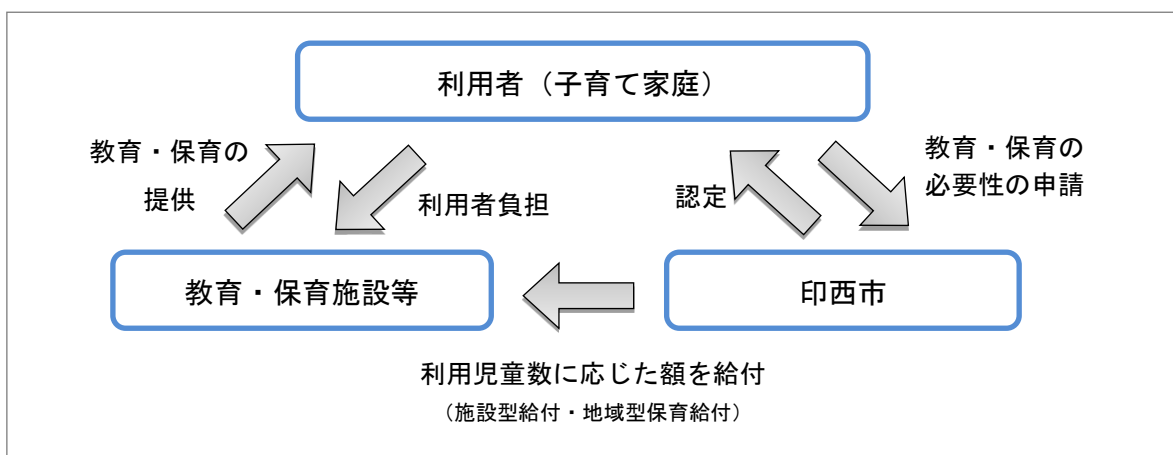 利用者（子育て家庭）
教育・保育の
提供
利用者負担
認定
教育・保育の
必要性の申請
教育・保育施設等
印西市
利用児童数に応じた額を給付
（施設型給付・地域型保育給付）